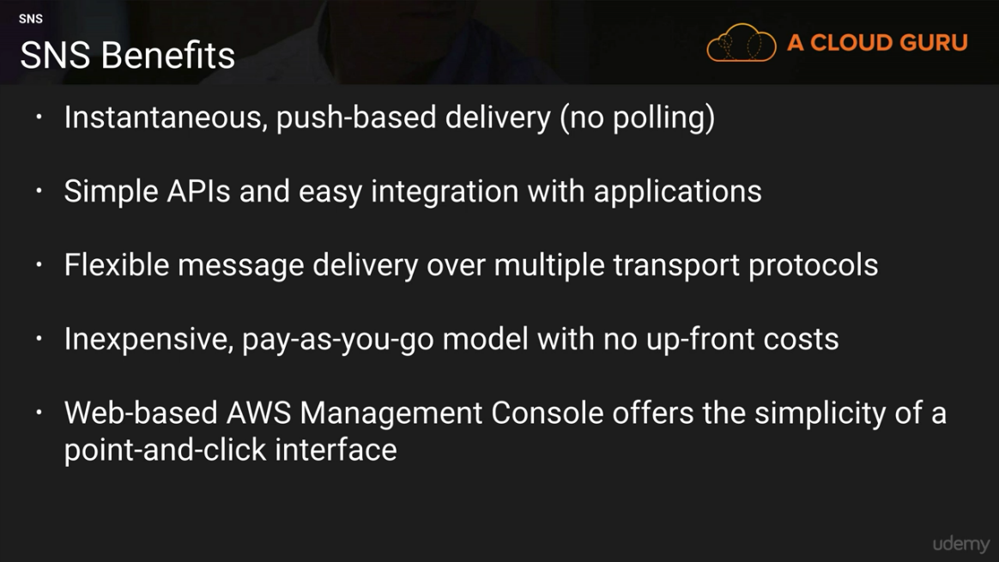 SNS
SNS Benefits
A CLOUD GURU
• Instantaneous, push-based delivery (no polling)
• Simple APIs and easy integration with applications
• Flexible message delivery over multiple transport protocols
• Inexpensive, pay-as-you-go model with no up-front costs
• Web-based AWS Management Console offers the simplicity of a
point-and-click interface
udemy